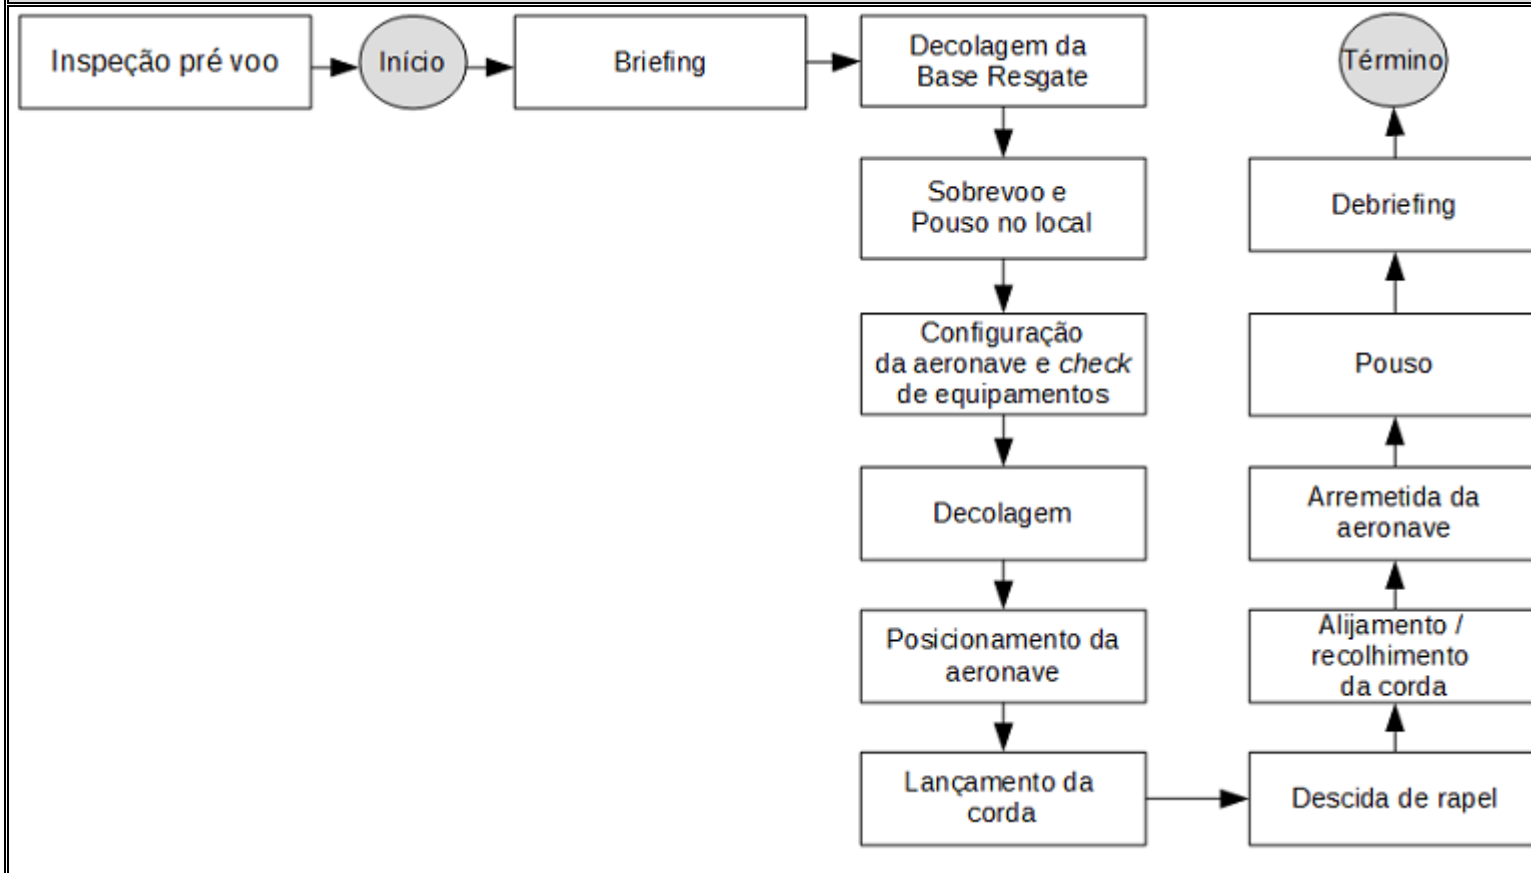 Inspeção pré voo
Início
Briefing
Decolagem da
Base Resgate
Sobrevoo e
Pouso no local
Configuração
da aeronave e check
de equipamentos
Decolagem
Posicionamento da
aeronave
Lançamento da
corda
Descida de rapel
Alijamento /
recolhimento
da corda
Arremetida da
aeronave
Pouso
Debriefing
Término